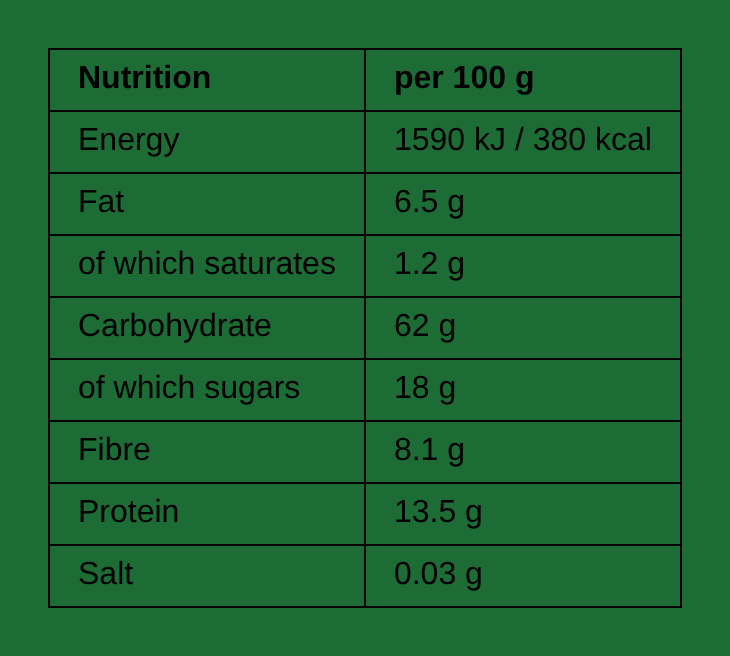 Nutrition per 100 g
Energy 1590 kJ / 380 kcal
Fat 6.5 g
of which saturates 1.2 g
Carbohydrate 62 g
of which sugars 18 g
Fibre 8.1 g
Protein 13.5 g
Salt 0.03 g